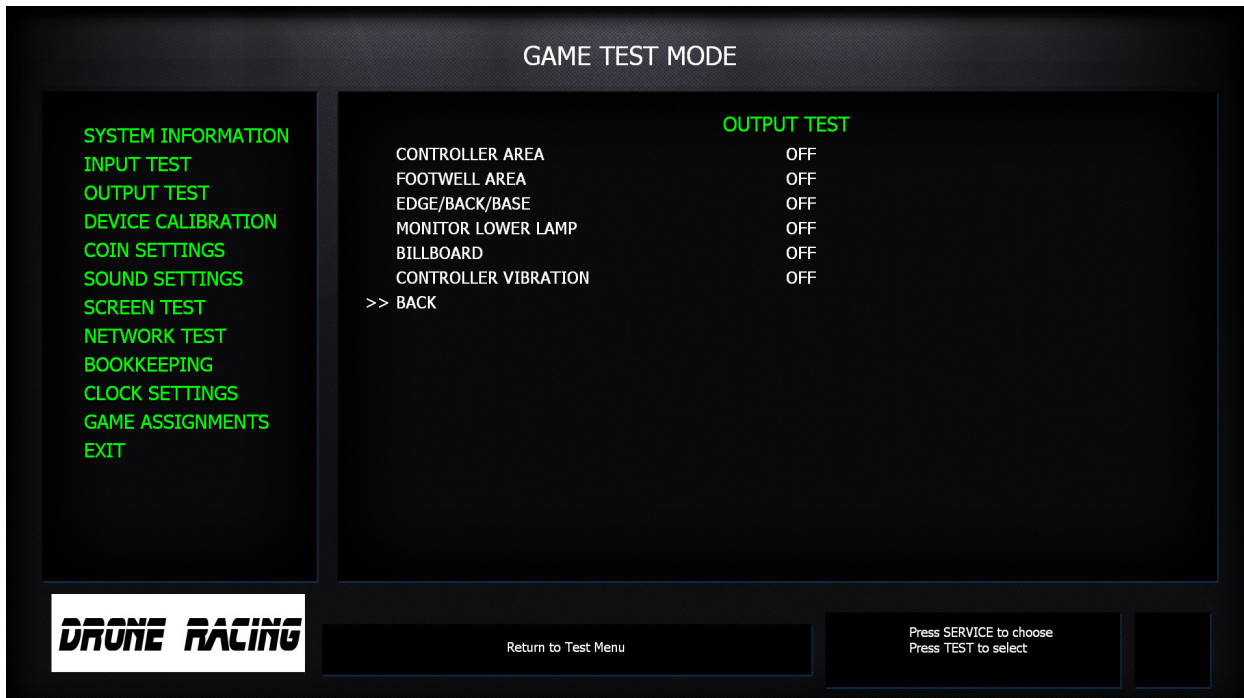 GAME TEST MODE
SYSTEM INFORMATION
INPUT TEST
OUTPUT TEST
DEVICE CALIBRATION
COIN SETTINGS
SOUND SETTINGS
SCREEN TEST
NETWORK TEST
BOOKKEEPING
CLOCK SETTINGS
GAME ASSIGNMENTS
EXIT
OUTPUT TEST
CONTROLLER AREA OFF
FOOTWELL AREA OFF
EDGE/BACK/BASE OFF
MONITOR LOWER LAMP OFF
BILLBOARD OFF
CONTROLLER VIBRATION OFF
>> BACK
DRONE RACING
Return to Test Menu
Press SERVICE to choose
Press TEST to select